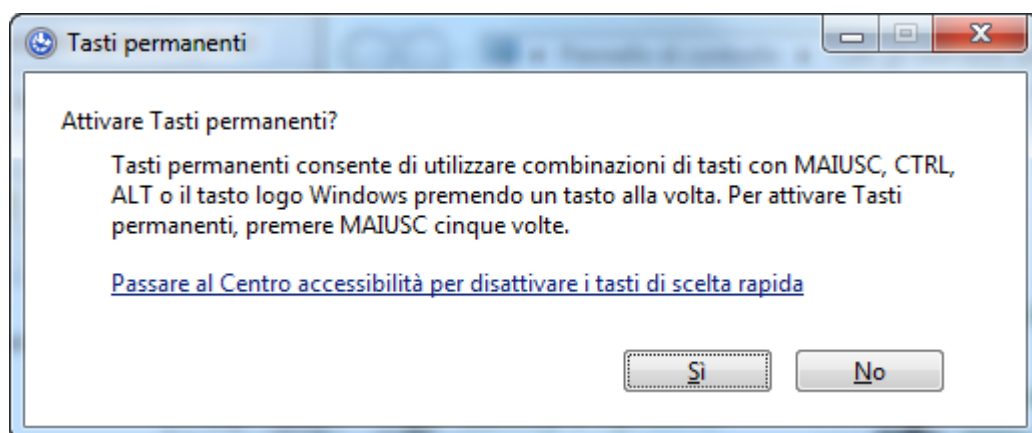 Tasti permanenti
Attivare Tasti permanenti?
Tasti permanenti consente di utilizzare combinazioni di tasti con MAIUSC, CTRL,
ALT o il tasto logo Windows premendo un tasto alla volta. Per attivare Tasti
permanenti, premere MAIUSC cinque volte.
Passare al Centro accessibilità per disattivare i tasti di scelta rapida
Sì No